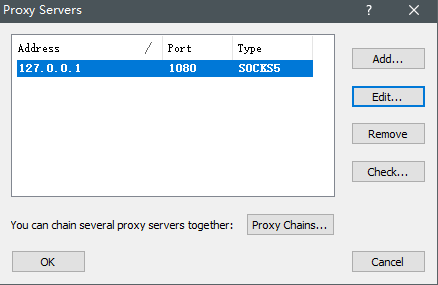 Proxy Servers
?
Address / Port Type
127.0.0.1 1080 SOCKS5
Add...
Edit...
Remove
Check...
You can chain several proxy servers together: Proxy Chains...
OK Cancel